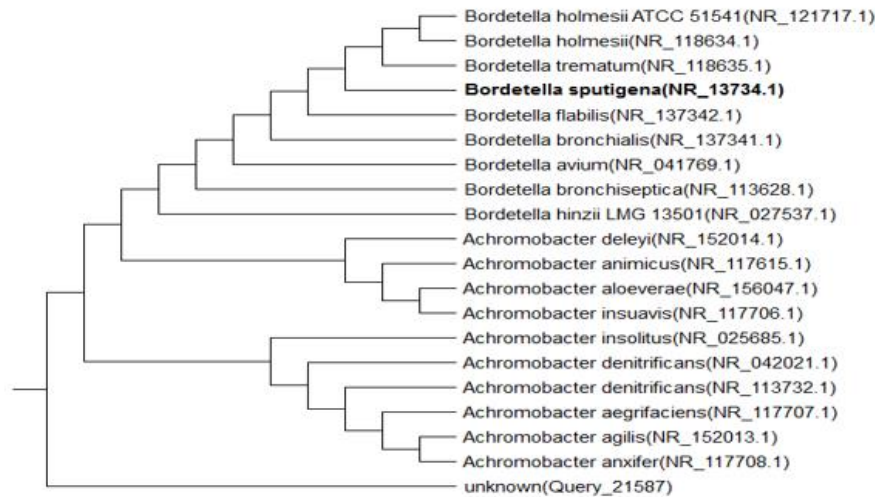 Bordetella holmesii ATCC 51541(NR_121717.1)
Bordetella holmesii(NR_118634.1)
Bordetella trematum(NR_118635.1)
Bordetella sputigena(NR_13734.1)
Bordetella flabilis(NR_137342.1)
Bordetella bronchialis(NR_137341.1)
Bordetella avium(NR_041769.1)
Bordetella bronchiseptica(NR_113628.1)
Bordetella hinzii LMG 13501(NR_027537.1)
Achromobacter deleyi(NR_152014.1)
Achromobacter animicus(NR_117615.1)
Achromobacter aloeverae(NR_156047.1)
Achromobacter insuavis(NR_117706.1)
Achromobacter insolitus(NR_025685.1)
Achromobacter denitrificans(NR_042021.1)
Achromobacter denitrificans(NR_113732.1)
Achromobacter aegrifaciens(NR_117707.1)
Achromobacter agilis(NR_152013.1)
Achromobacter anxifer(NR_117708.1)
unknown(Query_21587)